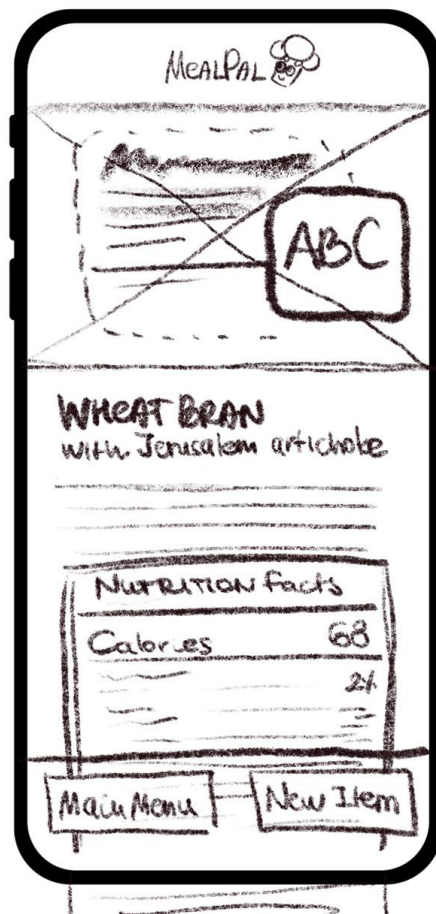 MEALPAL
ABC
WHEAT BRAN
with Jerusalem artichoke
NUTRITION facts
Calories 68
2%
Main Menu
New Item